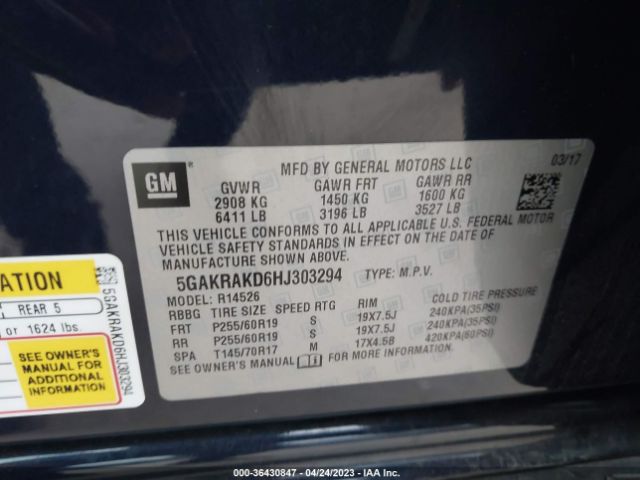 GM
MFD BY GENERAL MOTORS LLC
03/17
GVWR GAWR FRT GAWR RR
2908 KG 1450 KG 1600 KG
6411 LB 3196 LB 3527 LB
THIS VEHICLE CONFORMS TO ALL APPLICABLE U.S. FEDERAL MOTOR
VEHICLE SAFETY STANDARDS IN EFFECT ON THE DATE OF
MANUFACTURE SHOWN ABOVE.
5GAKRAKD6HJ303294 TYPE: M.P.V.
MODEL: R14526
RBBG TIRE SIZE SPEED RTG RIM COLD TIRE PRESSURE
FRT P255/60R19 S 19X7.5J 240KPA(35PSI)
RR P255/60R19 S 19X7.5J 240KPA(35PSI)
SPA T145/70R17 M 17X4.5B 420KPA(60PSI)
SEE OWNER'S MANUAL FOR MORE INFORMATION.
ATION
REAR 5
or 1624 lbs.
SEE OWNER'S
MANUAL FOR
ADDITIONAL
INFORMATION
5GAKRAKD6HJ303294
000-36430847 - 04/24/2023 - IAA Inc.